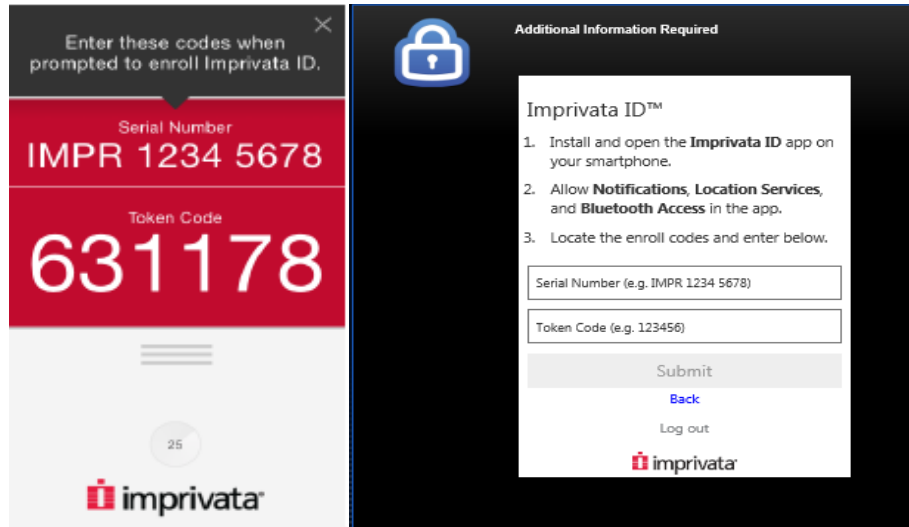 Enter these codes when
prompted to enroll Imprivata ID.
Serial Number
IMPR 1234 5678
Token Code
631178
25
imprivata
Additional Information Required
Imprivata ID™
1. Install and open the Imprivata ID app on
your smartphone.
2. Allow Notifications, Location Services,
and Bluetooth Access in the app.
3. Locate the enroll codes and enter below.
Serial Number (e.g. IMPR 1234 5678)
Token Code (e.g. 123456)
Submit
Back
Log out
imprivata